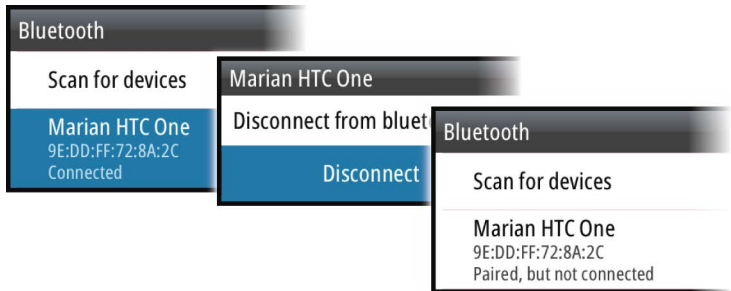 Bluetooth
Scan for devices
Marian HTC One
9E:DD:FF:72:8A:2C
Connected
Marian HTC One
Disconnect from bluet
Disconnect
Bluetooth
Scan for devices
Marian HTC One
9E:DD:FF:72:8A:2C
Paired, but not connected